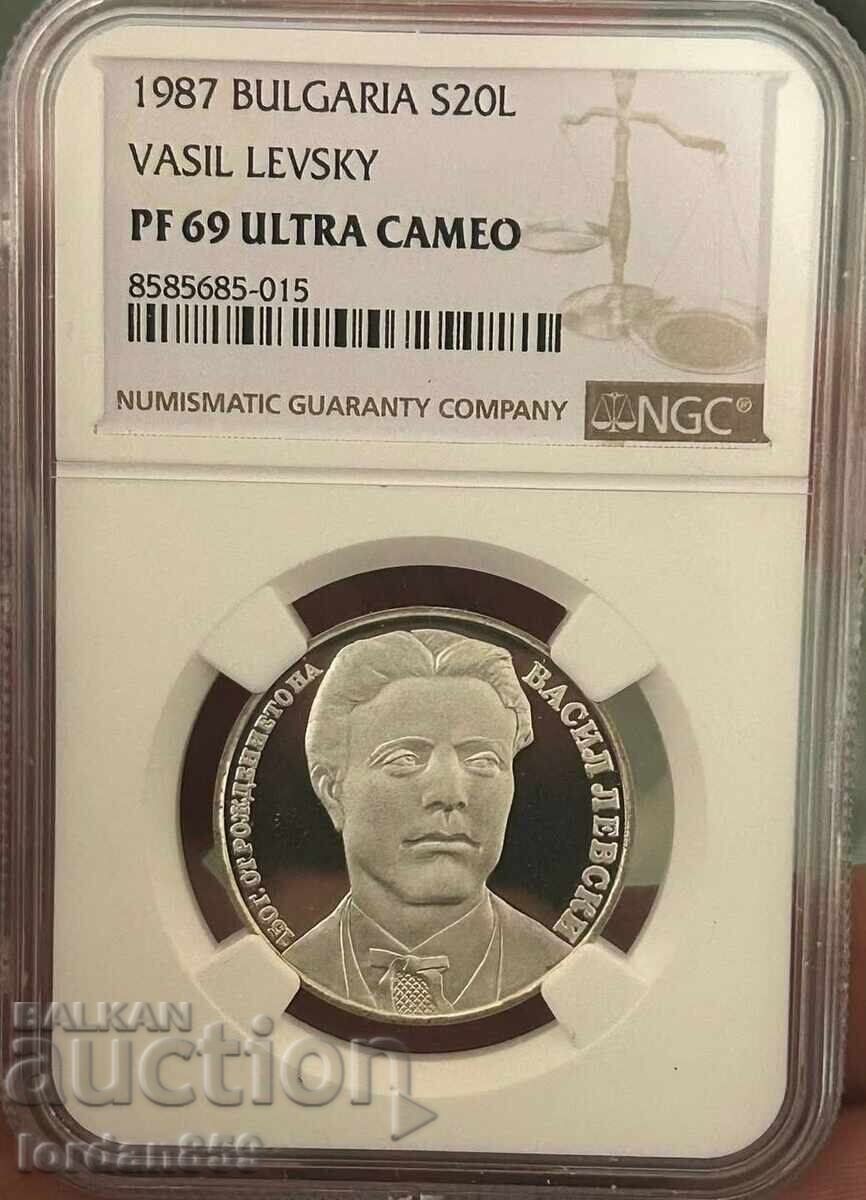 1987 BULGARIA S20L
VASIL LEVSKY
PF 69 ULTRA CAMEO
8585685-015
NUMISMATIC GUARANTY COMPANY
NGC®
150 Г. ОТ РОЖДЕНИЕТО НА
ВАСИЛ ЛЕВСКИ
BALKAN
auction
Iordan859